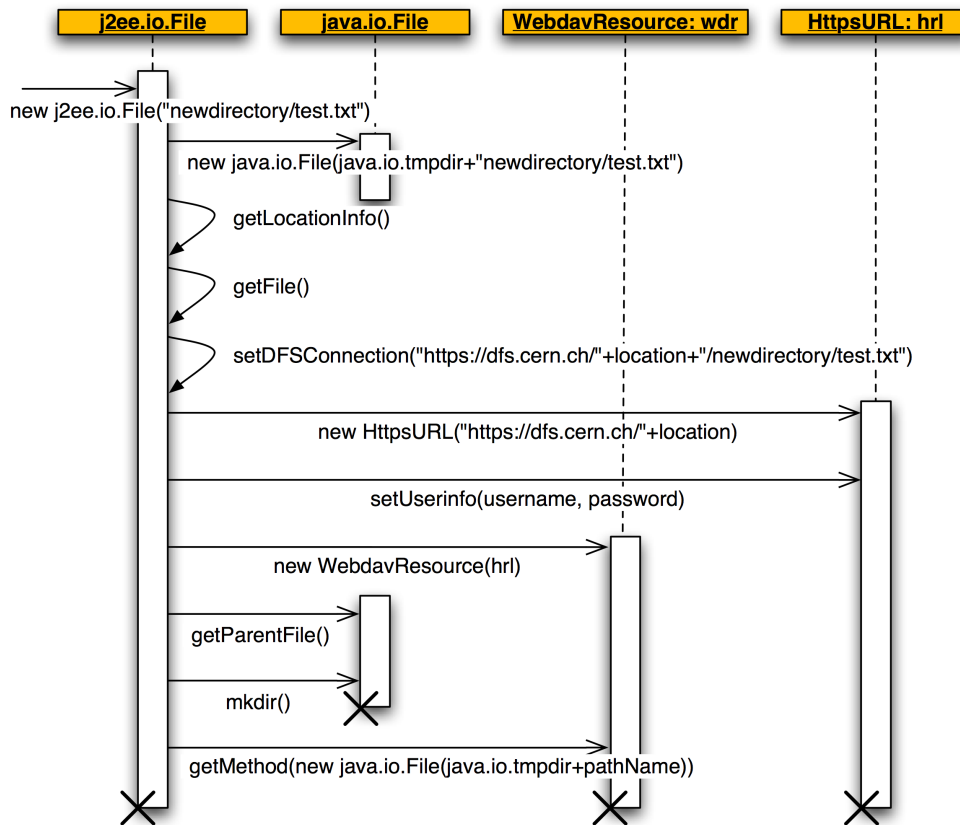 j2ee.io.File
java.io.File
WebdavResource: wdr
HttpsURL: hrl
new j2ee.io.File("newdirectory/test.txt")
new java.io.File(java.io.tmpdir+"newdirectory/test.txt")
getLocationInfo()
getFile()
setDFSConnection("https://dfs.cern.ch/"+location+"/newdirectory/test.txt")
new HttpsURL("https://dfs.cern.ch/"+location)
setUserinfo(username, password)
new WebdavResource(hrl)
getParentFile()
mkdir()
getMethod(new java.io.File(java.io.tmpdir+pathName))